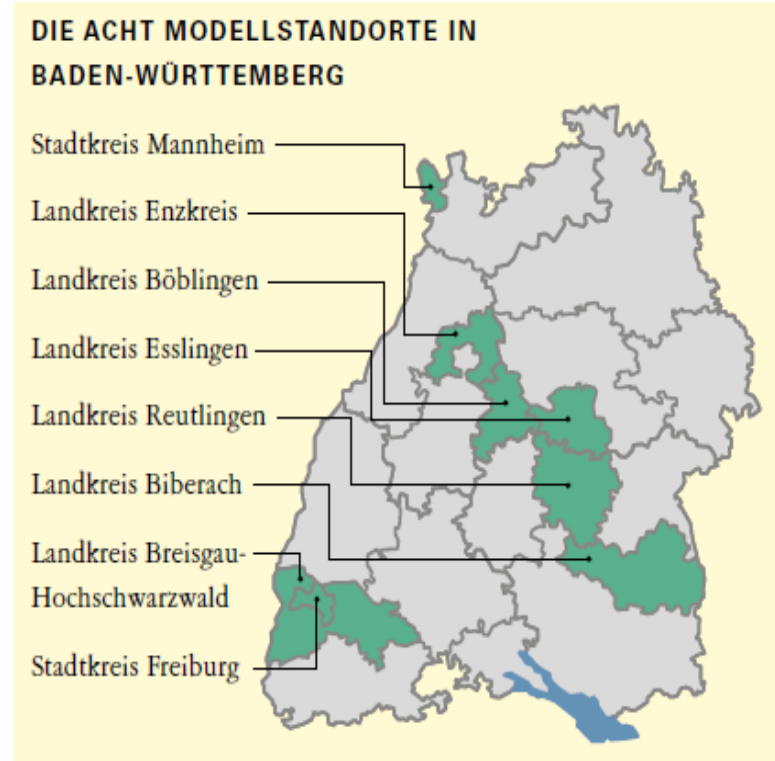 DIE ACHT MODELLSTANDORTE IN
BADEN-WÜRTTEMBERG
Stadtkreis Mannheim
Landkreis Enzkreis
Landkreis Böblingen
Landkreis Esslingen
Landkreis Reutlingen
Landkreis Biberach
Landkreis Breisgau-
Hochschwarzwald
Stadtkreis Freiburg